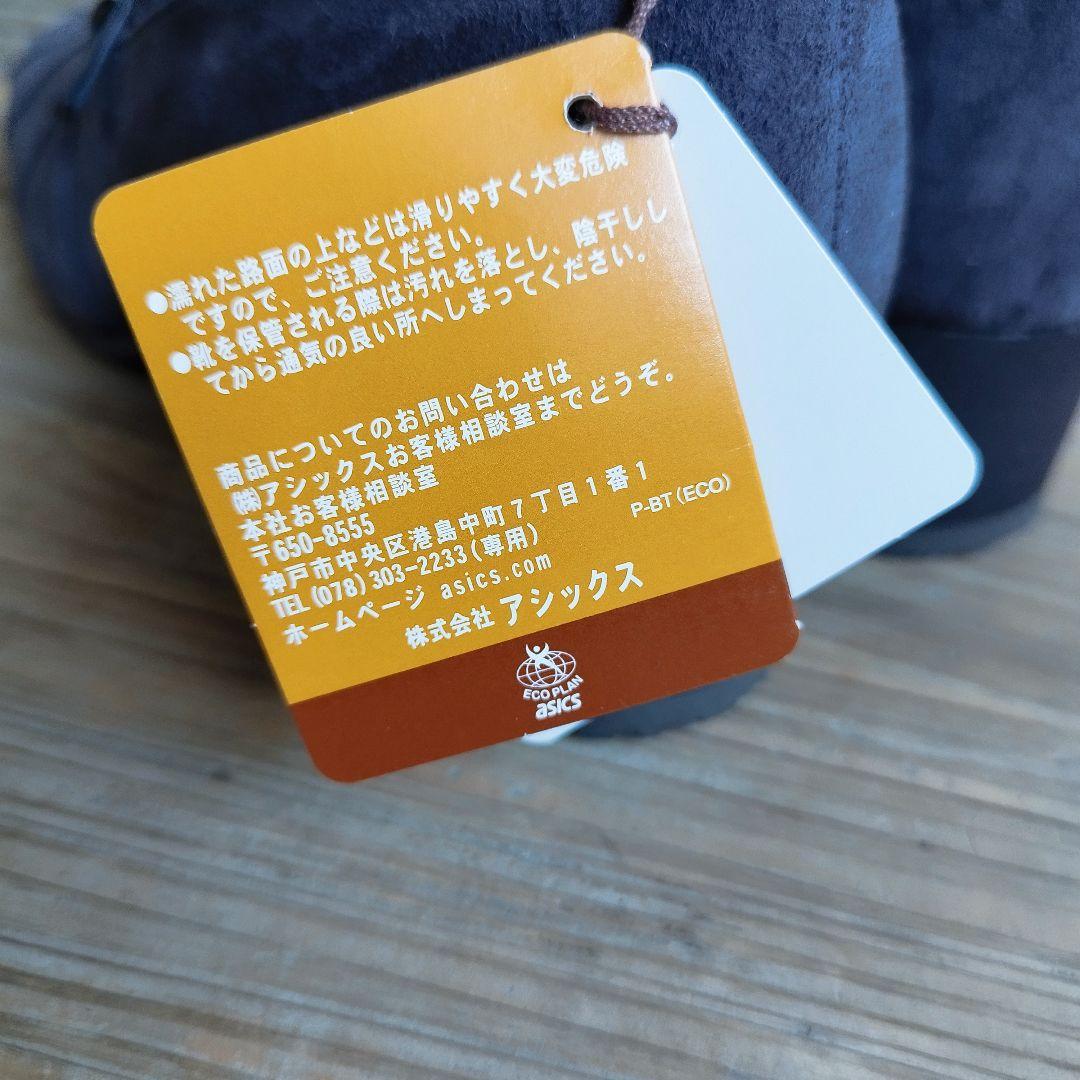 ●濡れた路面の上などは滑りやすく大変危険
ですので、ご注意ください。
●靴を保管される際は汚れを落とし、陰干しし
てから通気の良い所へしまってください。
商品についてのお問い合わせは
㈱アシックスお客様相談室までどうぞ。
本社お客様相談室
〒650-8555
神戸市中央区港島中町7丁目1番1
TEL(078)303-2233(専用)
P-BT(ECO)
ホームページ asics.com
株式会社 アシックス
ECO PLAN
asics